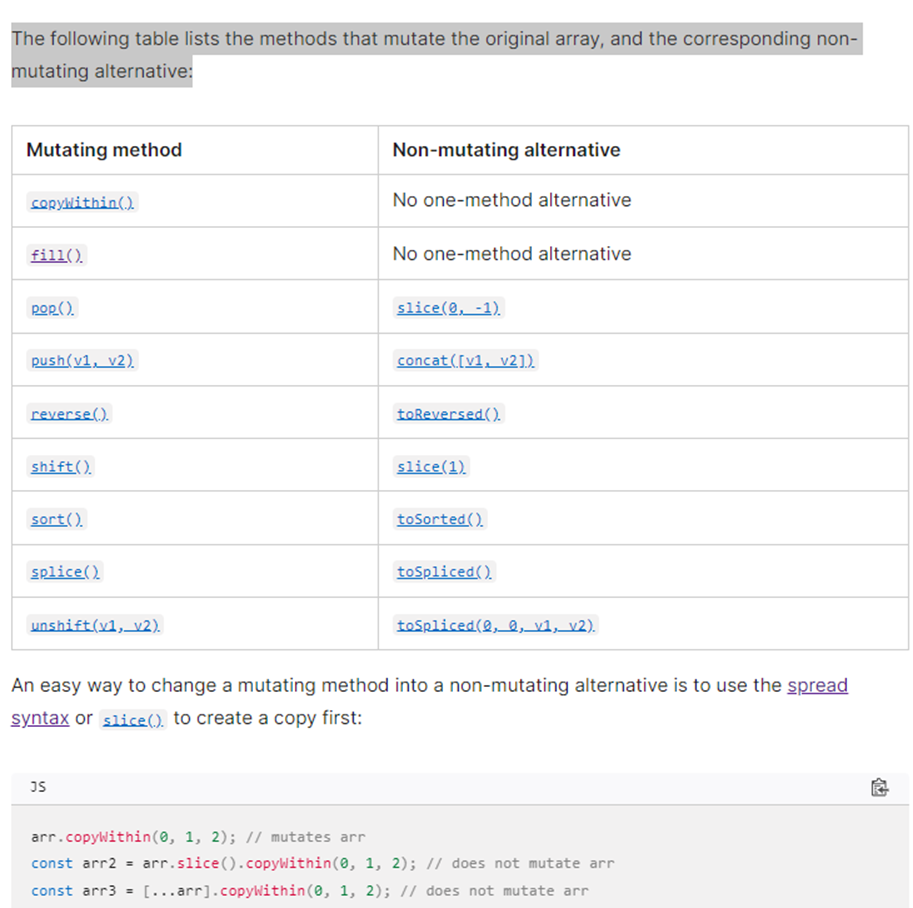 The following table lists the methods that mutate the original array, and the corresponding non-
mutating alternative:
Mutating method Non-mutating alternative
copyWithin() No one-method alternative
fill() No one-method alternative
pop() slice(0, -1)
push(v1, v2) concat([v1, v2])
reverse() toReversed()
shift() slice(1)
sort() toSorted()
splice() toSpliced()
unshift(v1, v2) toSpliced(0, 0, v1, v2)
An easy way to change a mutating method into a non-mutating alternative is to use the spread
syntax or slice() to create a copy first:
JS
arr.copyWithin(0, 1, 2); // mutates arr
const arr2 = arr.slice().copyWithin(0, 1, 2); // does not mutate arr
const arr3 = [...arr].copyWithin(0, 1, 2); // does not mutate arr